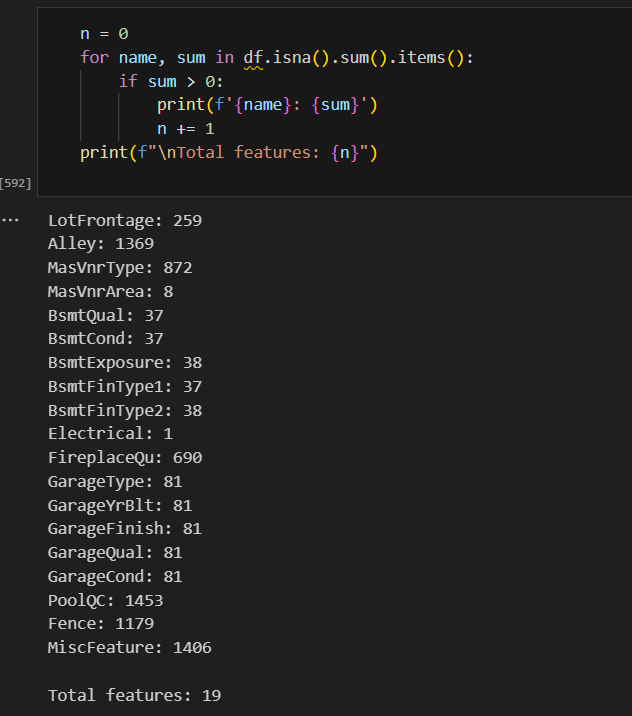 n = 0
for name, sum in df.isna().sum().items():
    if sum > 0:
        print(f'{name}: {sum}')
        n += 1
print(f"\nTotal features: {n}")
[592]
...
LotFrontage: 259
Alley: 1369
MasVnrType: 872
MasVnrArea: 8
BsmtQual: 37
BsmtCond: 37
BsmtExposure: 38
BsmtFinType1: 37
BsmtFinType2: 38
Electrical: 1
FireplaceQu: 690
GarageType: 81
GarageYrBlt: 81
GarageFinish: 81
GarageQual: 81
GarageCond: 81
PoolQC: 1453
Fence: 1179
MiscFeature: 1406

Total features: 19